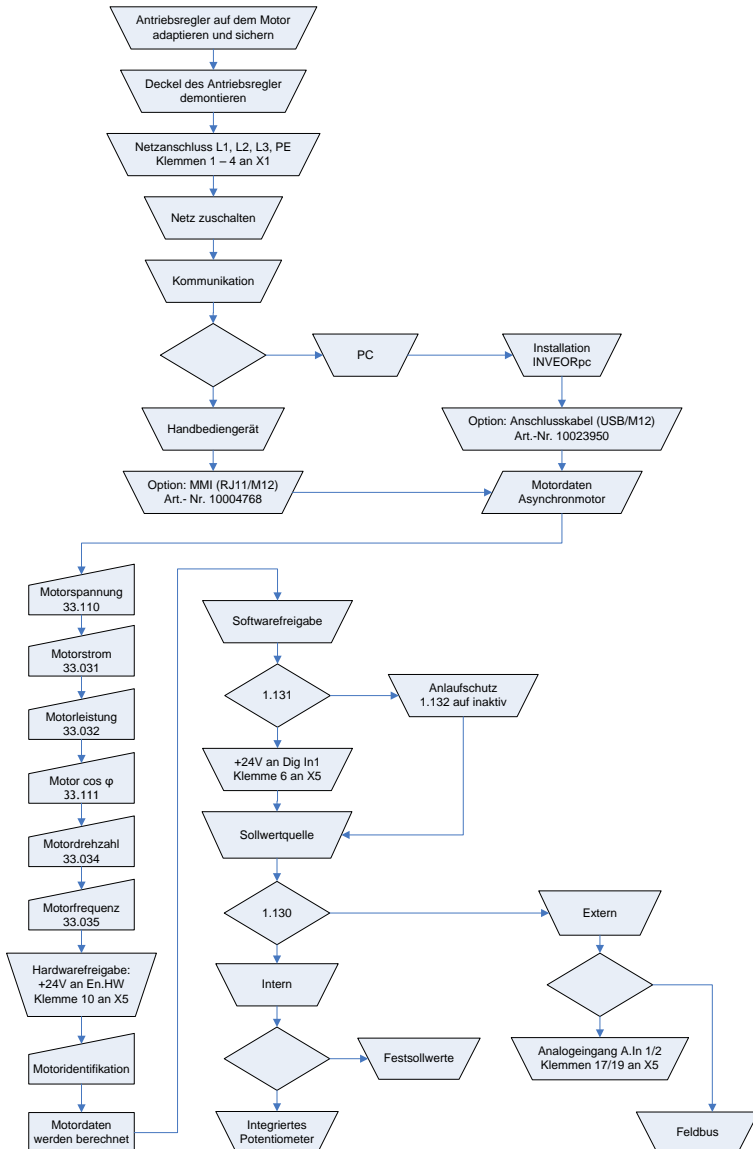 Antriebsregler auf dem Motor
adaptieren und sichern
Deckel des Antriebsregler
demontieren
Netzanschluss L1, L2, L3, PE
Klemmen 1 – 4 an X1
Netz zuschalten
Kommunikation
PC
Installation
INVEORpc
Handbediengerät
Option: Anschlusskabel (USB/M12)
Art.-Nr. 10023950
Option: MMI (RJ11/M12)
Art.- Nr. 10004768
Motordaten
Asynchronmotor
Motorspannung
33.110
Motorstrom
33.031
Motorleistung
33.032
Motor cos φ
33.111
Motordrehzahl
33.034
Motorfrequenz
33.035
Hardwarefreigabe:
+24V an En.HW
Klemme 10 an X5
Motoridentifikation
Motordaten
werden berechnet
Softwarefreigabe
1.131
Anlaufschutz
1.132 auf inaktiv
+24V an Dig In1
Klemme 6 an X5
Sollwertquelle
1.130
Extern
Intern
Festsollwerte
Analogeingang A.In 1/2
Klemmen 17/19 an X5
Integriertes
Potentiometer
Feldbus